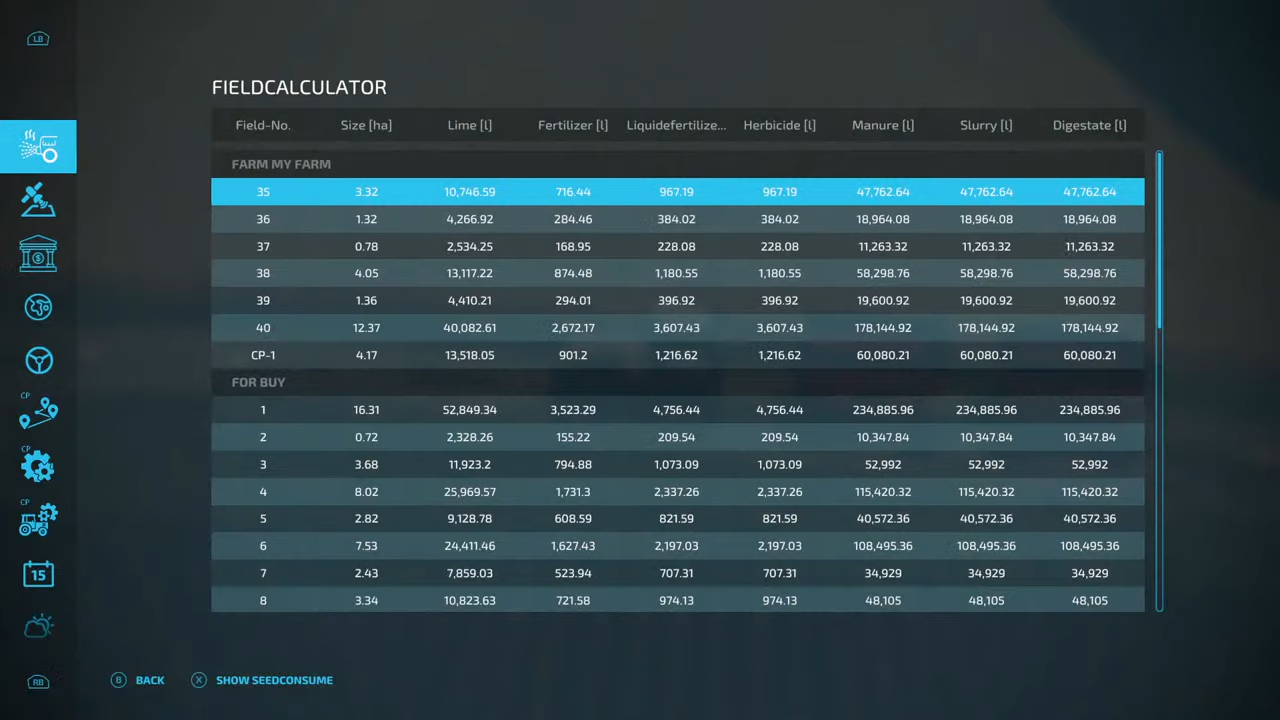 LB
FIELDCALCULATOR
Field-No. Size [ha] Lime [l] Fertilizer [l] Liquidefertilize... Herbicide [l] Manure [l] Slurry [l] Digestate [l]
FARM MY FARM
35 3.32 10,746.59 716.44 967.19 967.19 47,762.64 47,762.64 47,762.64
36 1.32 4,266.92 284.46 384.02 384.02 18,964.08 18,964.08 18,964.08
37 0.78 2,534.25 168.95 228.08 228.08 11,263.32 11,263.32 11,263.32
38 4.05 13,117.22 874.48 1,180.55 1,180.55 58,298.76 58,298.76 58,298.76
39 1.36 4,410.21 294.01 396.92 396.92 19,600.92 19,600.92 19,600.92
40 12.37 40,082.61 2,672.17 3,607.43 3,607.43 178,144.92 178,144.92 178,144.92
CP-1 4.17 13,518.05 901.2 1,216.62 1,216.62 60,080.21 60,080.21 60,080.21
FOR BUY
1 16.31 52,849.34 3,523.29 4,756.44 4,756.44 234,885.96 234,885.96 234,885.96
2 0.72 2,328.26 155.22 209.54 209.54 10,347.84 10,347.84 10,347.84
3 3.68 11,923.2 794.88 1,073.09 1,073.09 52,992 52,992 52,992
4 8.02 25,969.57 1,731.3 2,337.26 2,337.26 115,420.32 115,420.32 115,420.32
5 2.82 9,128.78 608.59 821.59 821.59 40,572.36 40,572.36 40,572.36
6 7.53 24,411.46 1,627.43 2,197.03 2,197.03 108,495.36 108,495.36 108,495.36
7 2.43 7,859.03 523.94 707.31 707.31 34,929 34,929 34,929
8 3.34 10,823.63 721.58 974.13 974.13 48,105 48,105 48,105
CP
CP
CP
15
RB
B BACK X SHOW SEEDCONSUME